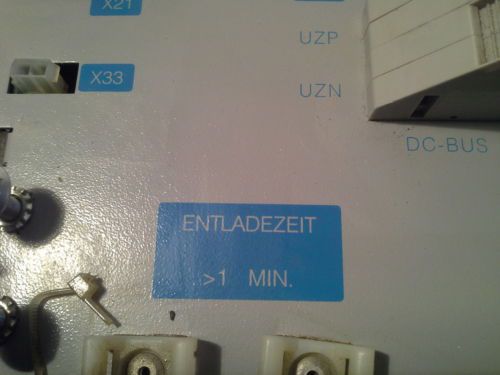 X21
UZP
X33
UZN
DC-BUS
ENTLADEZEIT
>1 MIN.